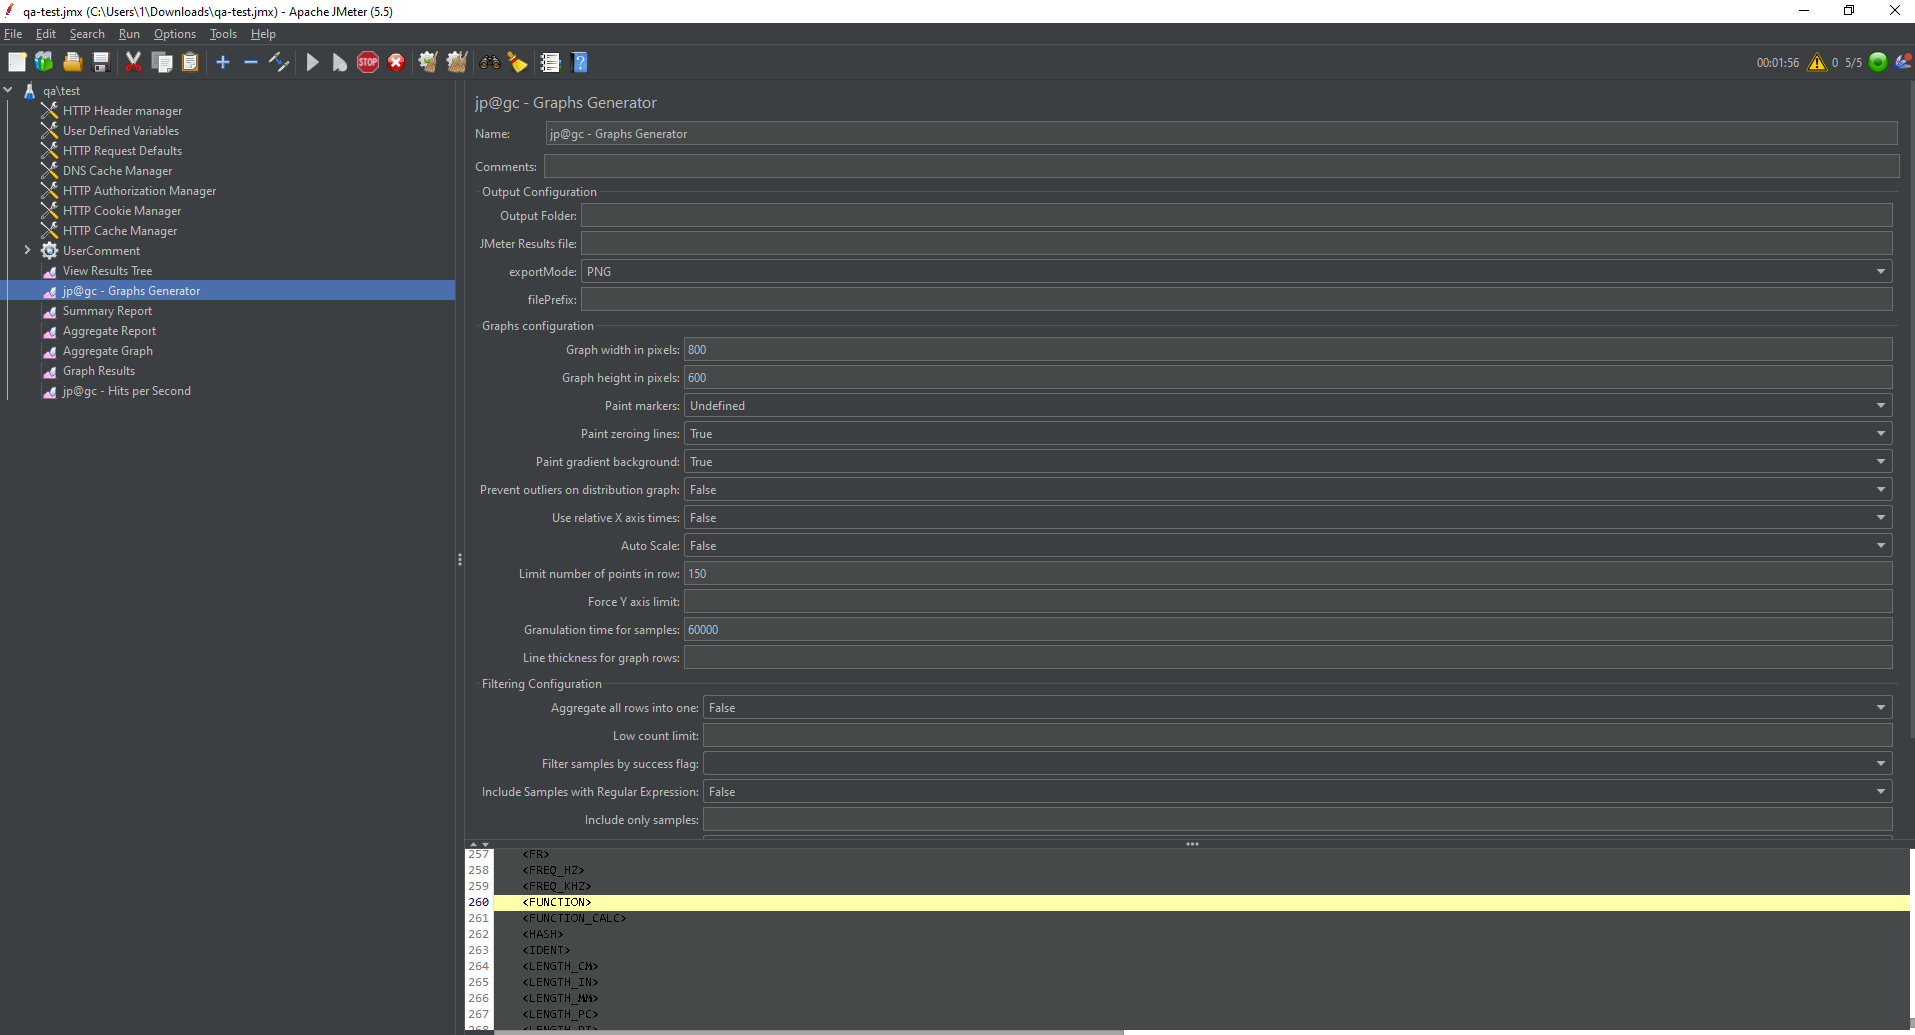 qa-test.jmx (C:\Users\1\Downloads\qa-test.jmx) - Apache JMeter (5.5)
File Edit Search Run Options Tools Help
STOP
00:01:56 0 5/5
qa\test
HTTP Header manager
User Defined Variables
HTTP Request Defaults
DNS Cache Manager
HTTP Authorization Manager
HTTP Cookie Manager
HTTP Cache Manager
UserComment
View Results Tree
jp@gc - Graphs Generator
Summary Report
Aggregate Report
Aggregate Graph
Graph Results
jp@gc - Hits per Second
jp@gc - Graphs Generator
Name: jp@gc - Graphs Generator
Comments:
Output Configuration
Output Folder:
JMeter Results file:
exportMode: PNG
filePrefix:
Graphs configuration
Graph width in pixels: 800
Graph height in pixels: 600
Paint markers: Undefined
Paint zeroing lines: True
Paint gradient background: True
Prevent outliers on distribution graph: False
Use relative X axis times: False
Auto Scale: False
Limit number of points in row: 150
Force Y axis limit:
Granulation time for samples: 60000
Line thickness for graph rows:
Filtering Configuration
Aggregate all rows into one: False
Low count limit:
Filter samples by success flag:
Include Samples with Regular Expression: False
Include only samples:
257 <FR>
258 <FREQ_HZ>
259 <FREQ_KHZ>
260 <FUNCTION>
261 <FUNCTION_CALC>
262 <HASH>
263 <IDENT>
264 <LENGTH_CM>
265 <LENGTH_IN>
266 <LENGTH_MM>
267 <LENGTH_PC>
268 <LENGTH_PT>